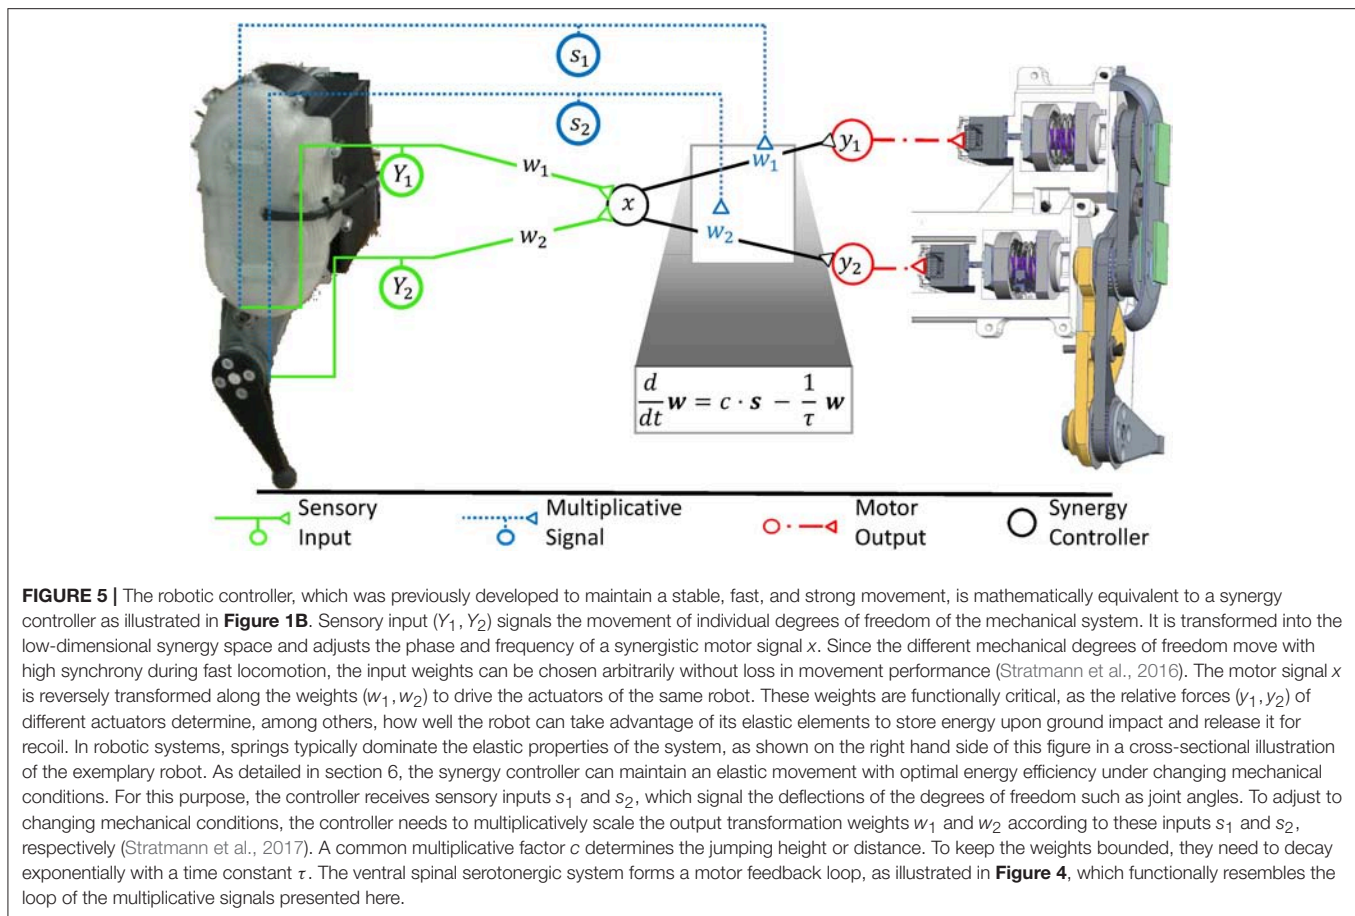 s₁
s₂
Y₁
Y₂
w₁
w₂
x
w₁
w₂
y₁
y₂
d/dt w = c · s − 1/τ w
Sensory Input
Multiplicative Signal
Motor Output
Synergy Controller
FIGURE 5 | The robotic controller, which was previously developed to maintain a stable, fast, and strong movement, is mathematically equivalent to a synergy
controller as illustrated in Figure 1B. Sensory input (Y₁, Y₂) signals the movement of individual degrees of freedom of the mechanical system. It is transformed into the
low-dimensional synergy space and adjusts the phase and frequency of a synergistic motor signal x. Since the different mechanical degrees of freedom move with
high synchrony during fast locomotion, the input weights can be chosen arbitrarily without loss in movement performance (Stratmann et al., 2016). The motor signal x
is reversely transformed along the weights (w₁, w₂) to drive the actuators of the same robot. These weights are functionally critical, as the relative forces (y₁, y₂) of
different actuators determine, among others, how well the robot can take advantage of its elastic elements to store energy upon ground impact and release it for
recoil. In robotic systems, springs typically dominate the elastic properties of the system, as shown on the right hand side of this figure in a cross-sectional illustration
of the exemplary robot. As detailed in section 6, the synergy controller can maintain an elastic movement with optimal energy efficiency under changing mechanical
conditions. For this purpose, the controller receives sensory inputs s₁ and s₂, which signal the deflections of the degrees of freedom such as joint angles. To adjust to
changing mechanical conditions, the controller needs to multiplicatively scale the output transformation weights w₁ and w₂ according to these inputs s₁ and s₂,
respectively (Stratmann et al., 2017). A common multiplicative factor c determines the jumping height or distance. To keep the weights bounded, they need to decay
exponentially with a time constant τ. The ventral spinal serotonergic system forms a motor feedback loop, as illustrated in Figure 4, which functionally resembles the
loop of the multiplicative signals presented here.